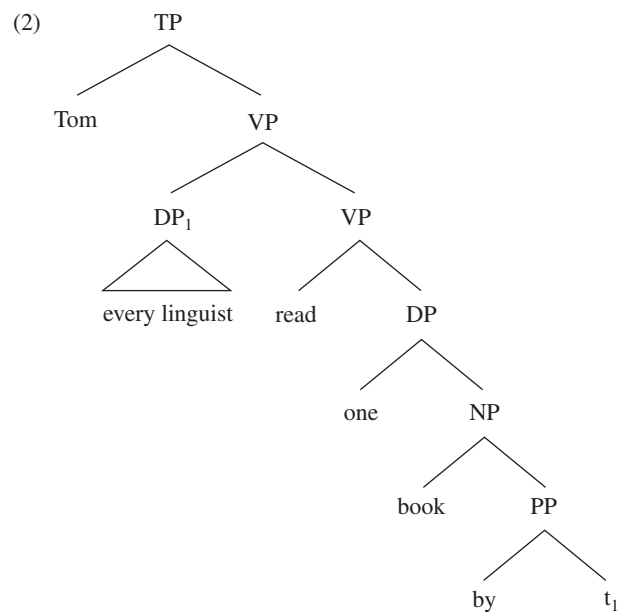 (2) TP
Tom VP
DP₁ VP
every linguist read DP
one NP
book PP
by t₁